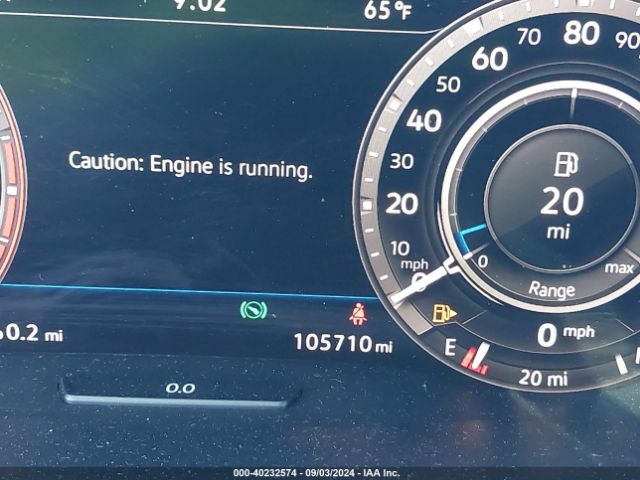 9:02
65°F
Caution: Engine is running.
0.2 mi
105710 mi
0.0
0
10
20
30
40
50
60
70
80
90
mph
20
mi
0
max
Range
0 mph
E
20 mi
000-40232574 - 09/03/2024 - IAA Inc.